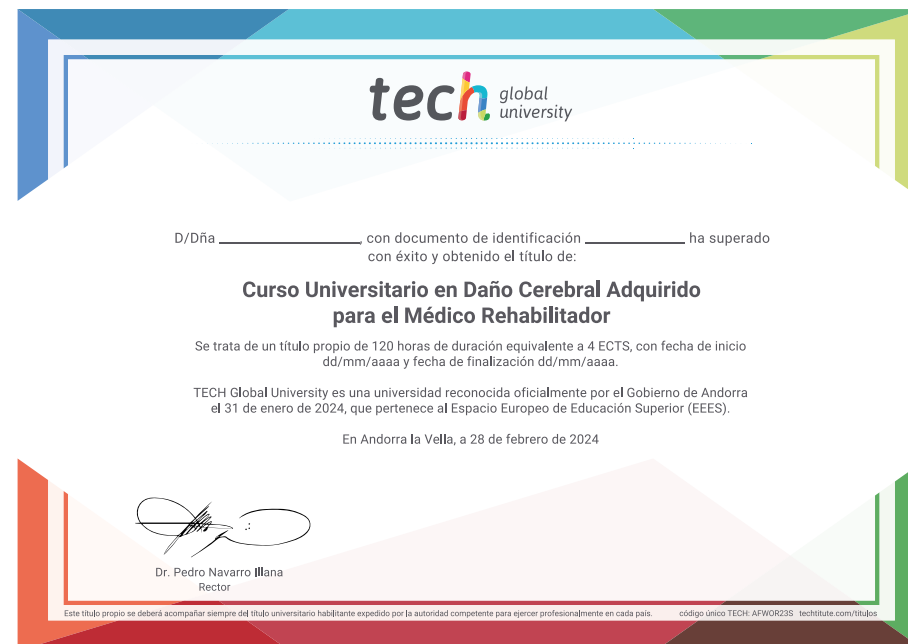 tech global university
D/Dña ____________________, con documento de identificación ______________ ha superado
con éxito y obtenido el título de:
Curso Universitario en Daño Cerebral Adquirido
para el Médico Rehabilitador
Se trata de un título propio de 120 horas de duración equivalente a 4 ECTS, con fecha de inicio
dd/mm/aaaa y fecha de finalización dd/mm/aaaa.
TECH Global University es una universidad reconocida oficialmente por el Gobierno de Andorra
el 31 de enero de 2024, que pertenece al Espacio Europeo de Educación Superior (EEES).
En Andorra la Vella, a 28 de febrero de 2024
Dr. Pedro Navarro Illana
Rector
Este título propio se deberá acompañar siempre del título universitario habilitante expedido por la autoridad competente para ejercer profesionalmente en cada país. código único TECH: AFWOR23S techtitute.com/títulos